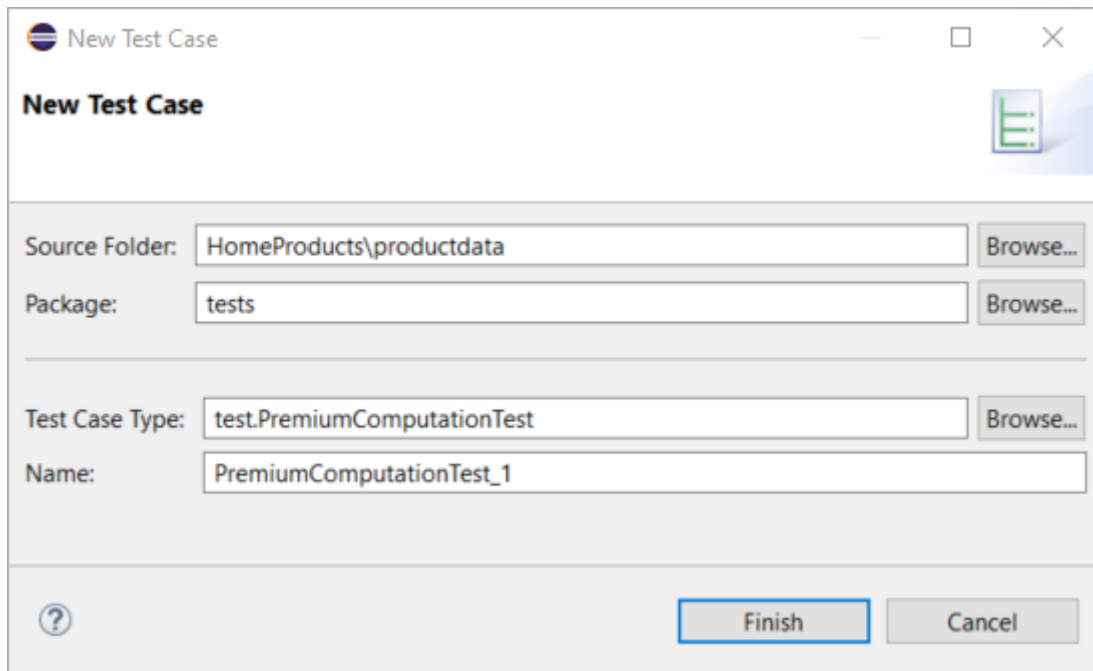 New Test Case
New Test Case
Source Folder: HomeProducts\productdata Browse...
Package: tests Browse...
Test Case Type: test.PremiumComputationTest Browse...
Name: PremiumComputationTest_1
? Finish Cancel